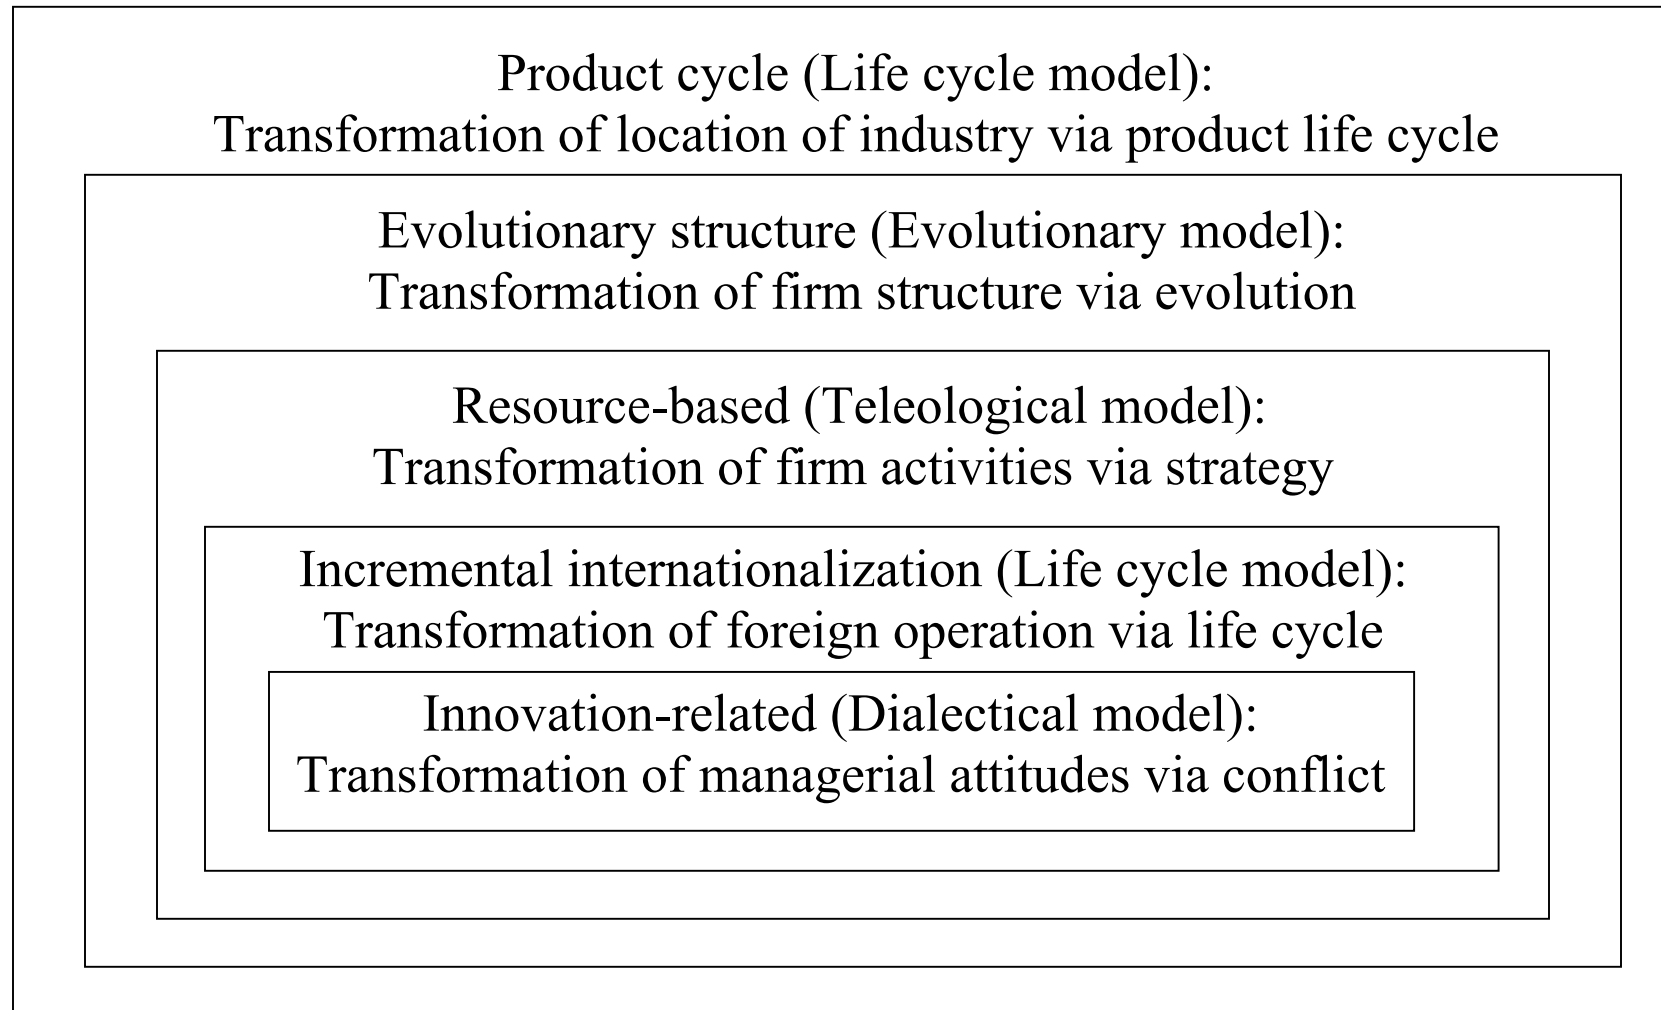 Product cycle (Life cycle model):
Transformation of location of industry via product life cycle
Evolutionary structure (Evolutionary model):
Transformation of firm structure via evolution
Resource-based (Teleological model):
Transformation of firm activities via strategy
Incremental internationalization (Life cycle model):
Transformation of foreign operation via life cycle
Innovation-related (Dialectical model):
Transformation of managerial attitudes via conflict